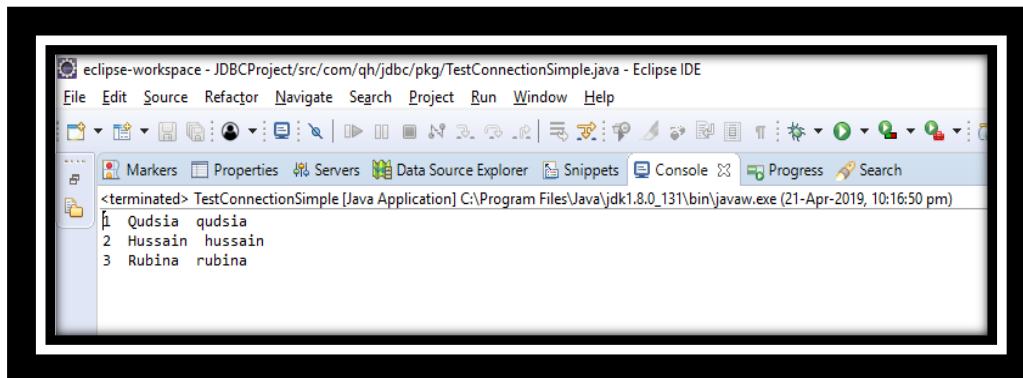 eclipse-workspace - JDBCProject/src/com/qh/jdbc/pkg/TestConnectionSimple.java - Eclipse IDE
File Edit Source Refactor Navigate Search Project Run Window Help
Markers Properties Servers Data Source Explorer Snippets Console Progress Search
<terminated> TestConnectionSimple [Java Application] C:\Program Files\Java\jdk1.8.0_131\bin\javaw.exe (21-Apr-2019, 10:16:50 pm)
1 Qudsia qudsia
2 Hussain hussain
3 Rubina rubina